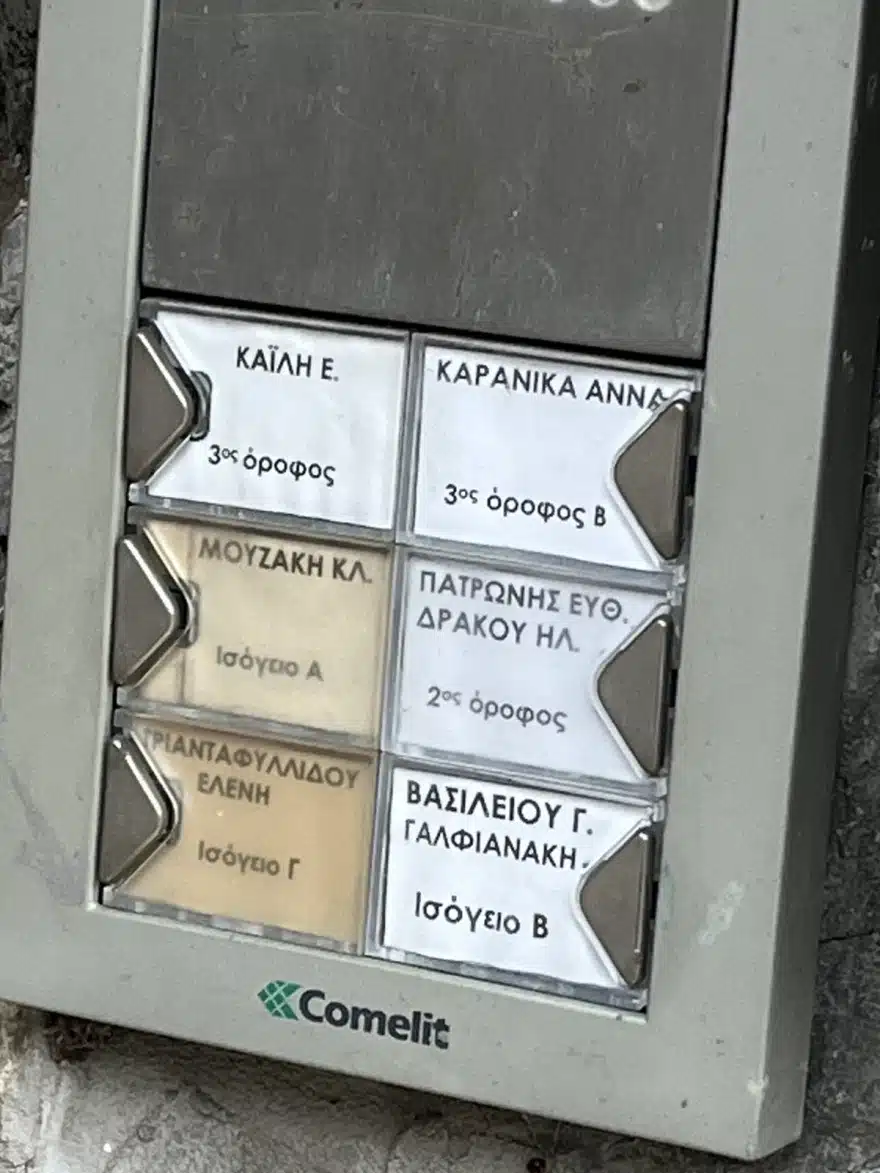 ΚΑΪΛΗ Ε.
3ος όροφος
ΚΑΡΑΝΙΚΑ ΑΝΝΑ
3ος όροφος Β
ΜΟΥΖΑΚΗ ΚΛ.
Ισόγειο Α
ΠΑΤΡΩΝΗΣ ΕΥΘ.
ΔΡΑΚΟΥ ΗΛ.
2ος όροφος
ΤΡΙΑΝΤΑΦΥΛΛΙΔΟΥ
ΕΛΕΝΗ
Ισόγειο Γ
ΒΑΣΙΛΕΙΟΥ Γ.
ΓΑΛΦΙΑΝΑΚΗ
Ισόγειο Β
Comelit